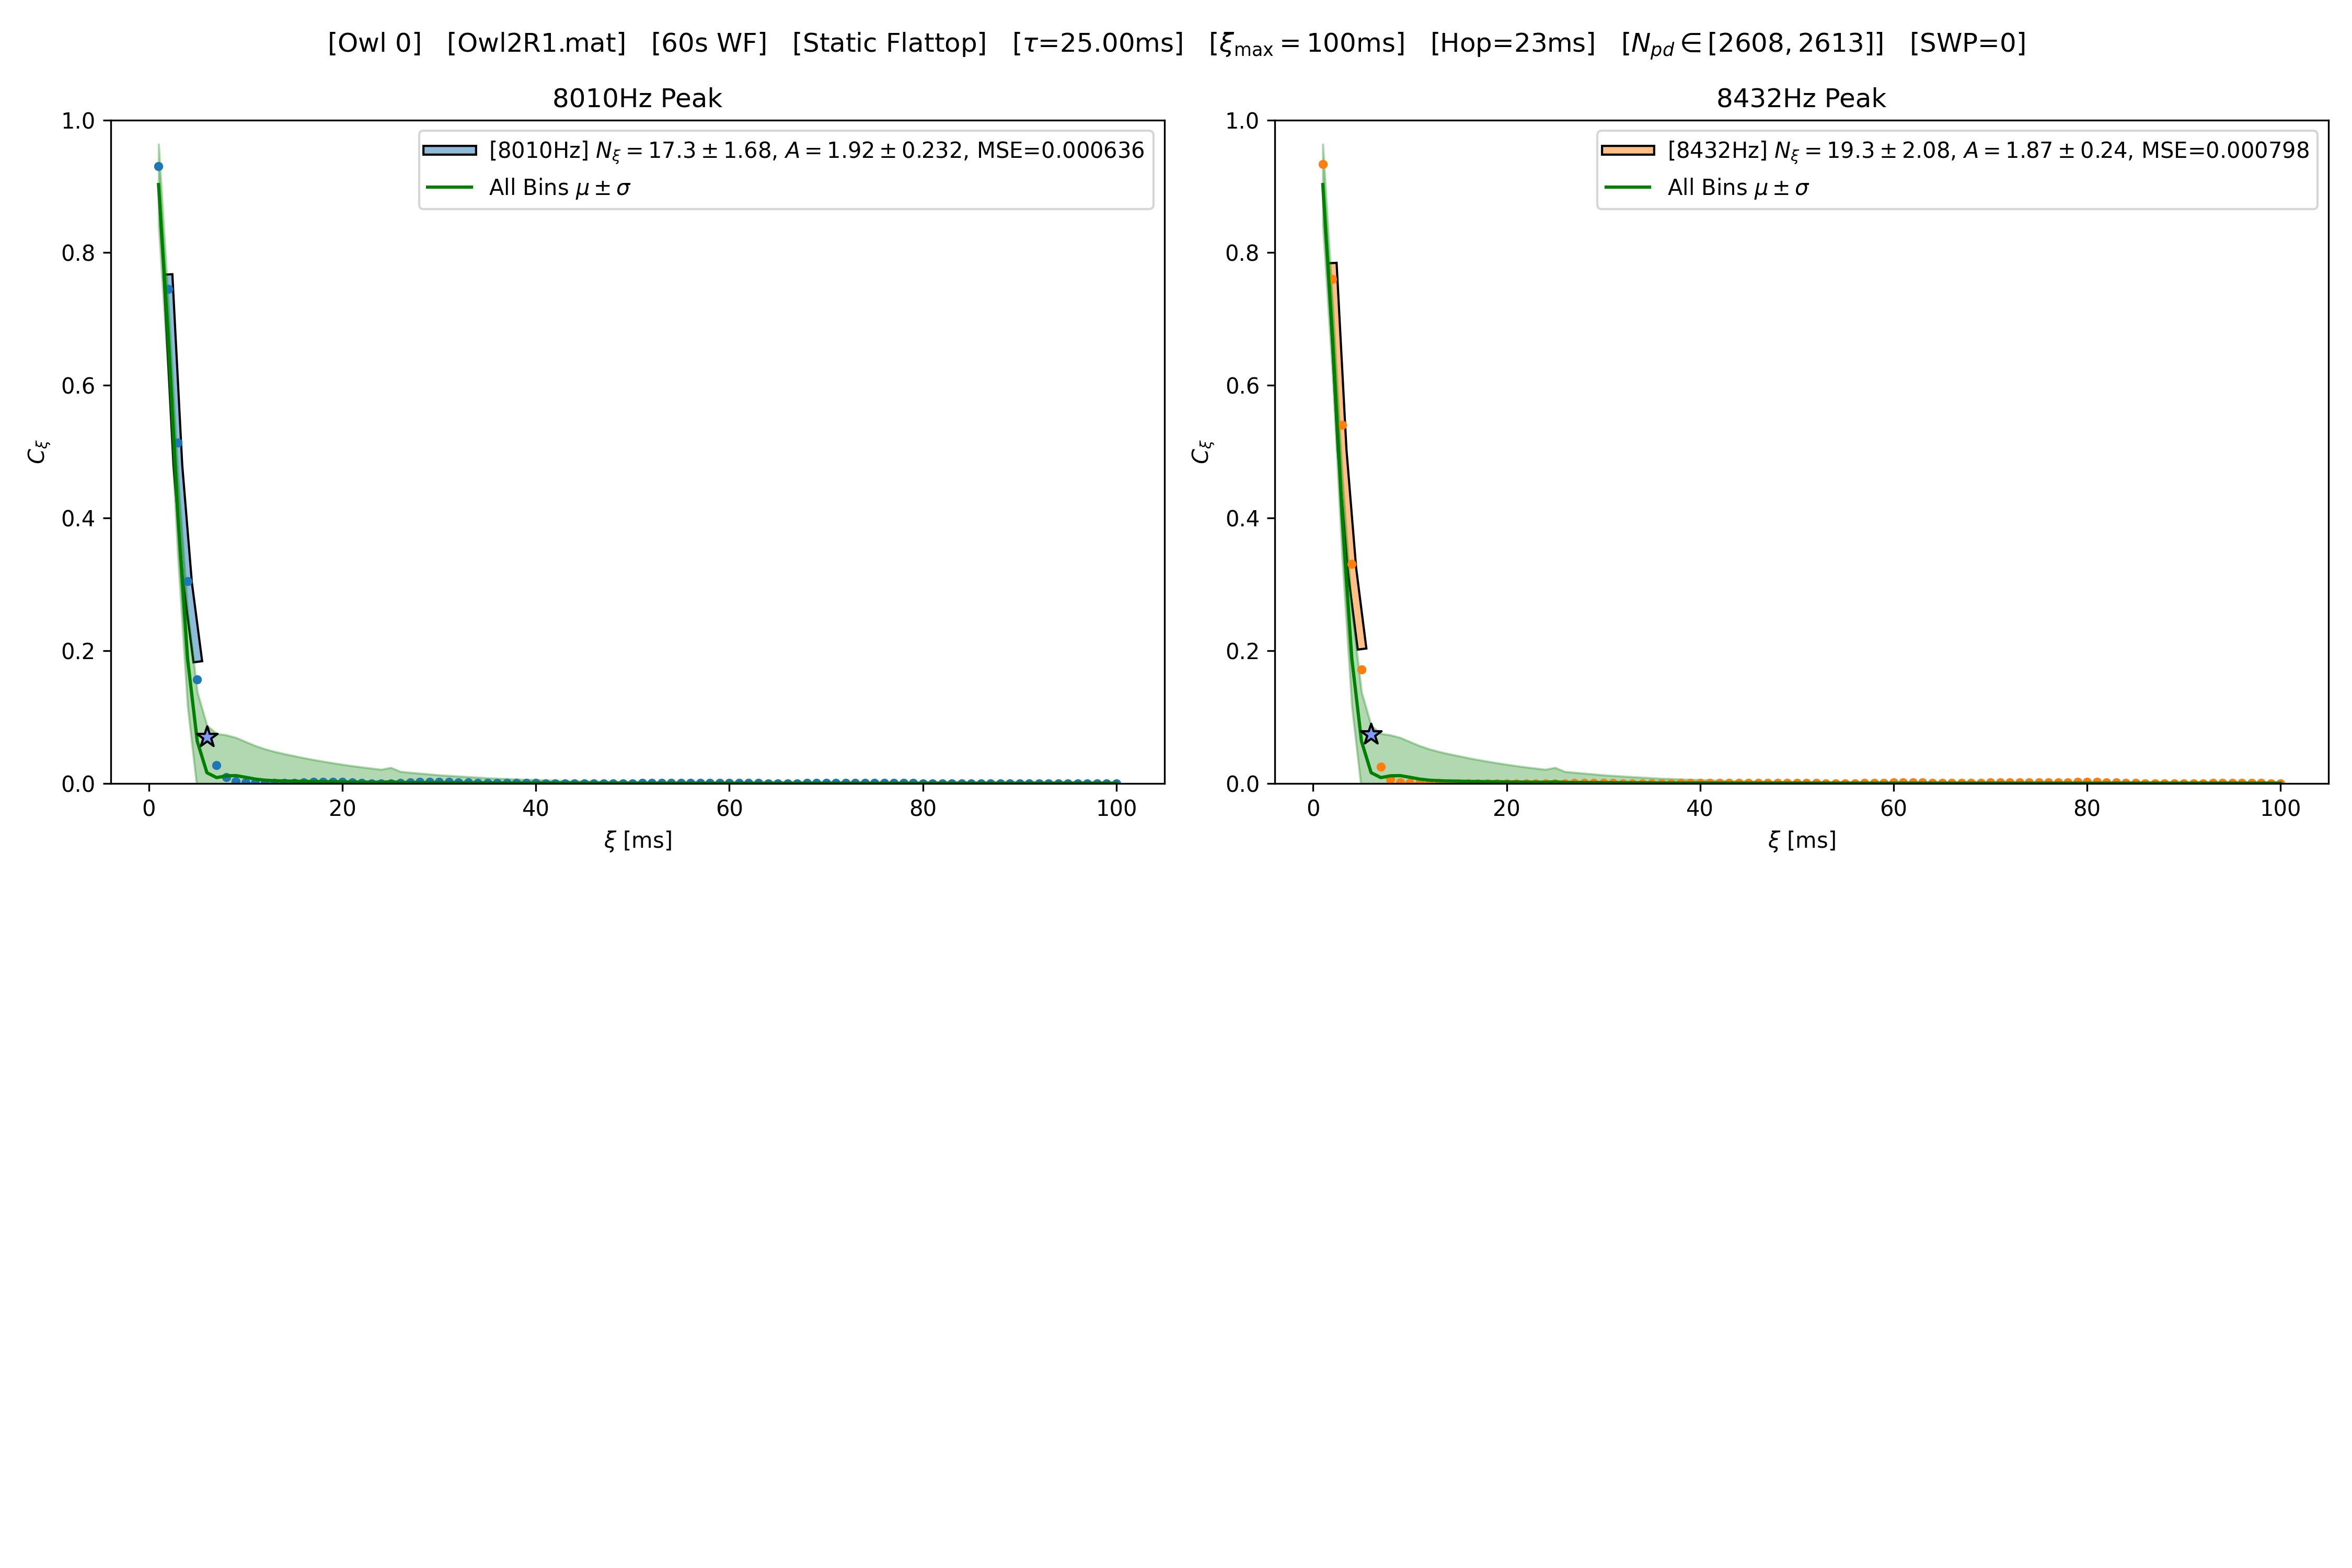 [Owl 0] [Owl2R1.mat] [60s WF] [Static Flattop] [τ=25.00ms] [ξmax = 100ms] [Hop=23ms] [Npd ∈ [2608, 2613]] [SWP=0]
8010Hz Peak
[8010Hz] Nξ = 17.3 ± 1.68, A = 1.92 ± 0.232, MSE=0.000636
All Bins μ ± σ
1.0
0.8
0.6
0.4
0.2
0.0
Cξ
0 20 40 60 80 100
ξ [ms]
8432Hz Peak
[8432Hz] Nξ = 19.3 ± 2.08, A = 1.87 ± 0.24, MSE=0.000798
All Bins μ ± σ
1.0
0.8
0.6
0.4
0.2
0.0
Cξ
0 20 40 60 80 100
ξ [ms]